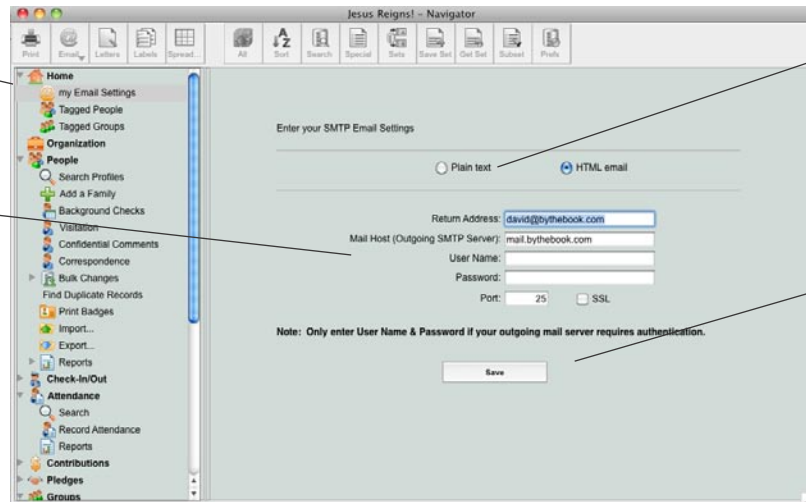 Jesus Reigns! – Navigator
Print Email Letters Labels Spread... All Sort Search Special Sets Save Set Get Set Subset Prefs
Home
my Email Settings
Tagged People
Tagged Groups
Organization
People
Search Profiles
Add a Family
Background Checks
Visitation
Confidential Comments
Correspondence
Bulk Changes
Find Duplicate Records
Print Badges
Import...
Export...
Reports
Check-In/Out
Attendance
Search
Record Attendance
Reports
Contributions
Pledges
Groups
Enter your SMTP Email Settings
Plain text HTML email
Return Address: david@bythebook.com
Mail Host (Outgoing SMTP Server): mail.bythebook.com
User Name:
Password:
Port: 25 SSL
Note: Only enter User Name & Password if your outgoing mail server requires authentication.
Save